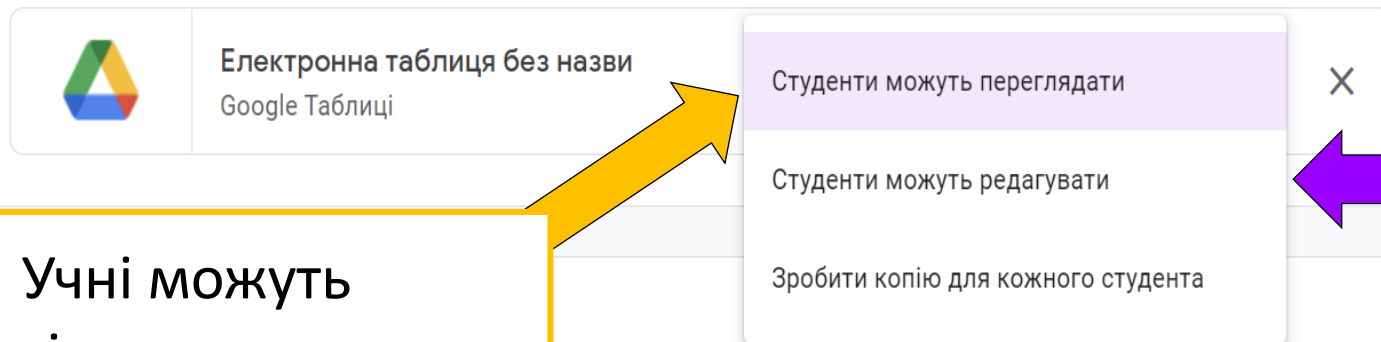 Електронна таблиця без назви
Google Таблиці
Студенти можуть переглядати
Студенти можуть редагувати
Зробити копію для кожного студента
Учні можуть